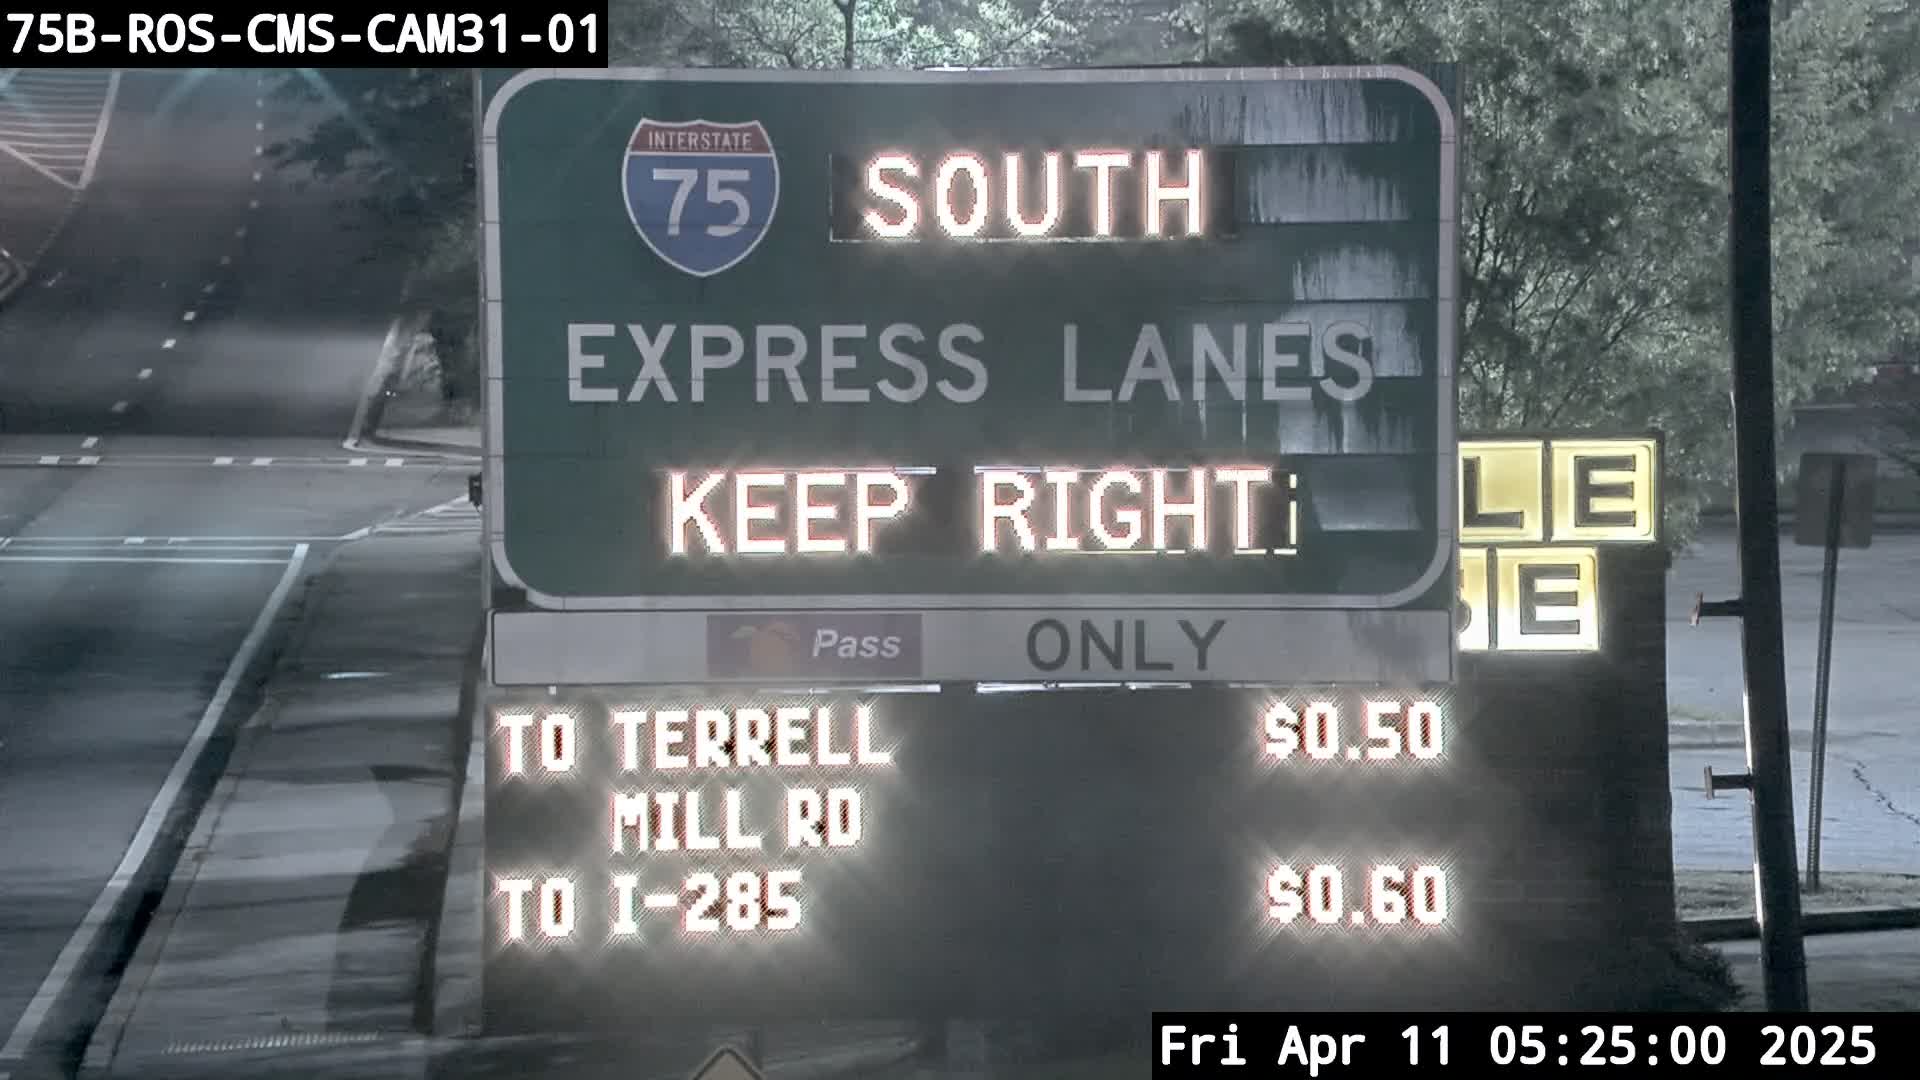 75B-ROS-CMS-CAM31-01
INTERSTATE
75
SOUTH
EXPRESS LANES
KEEP RIGHT
Pass ONLY
TO TERRELL $0.50
MILL RD
TO I-285 $0.60
LE
E
Fri Apr 11 05:25:00 2025